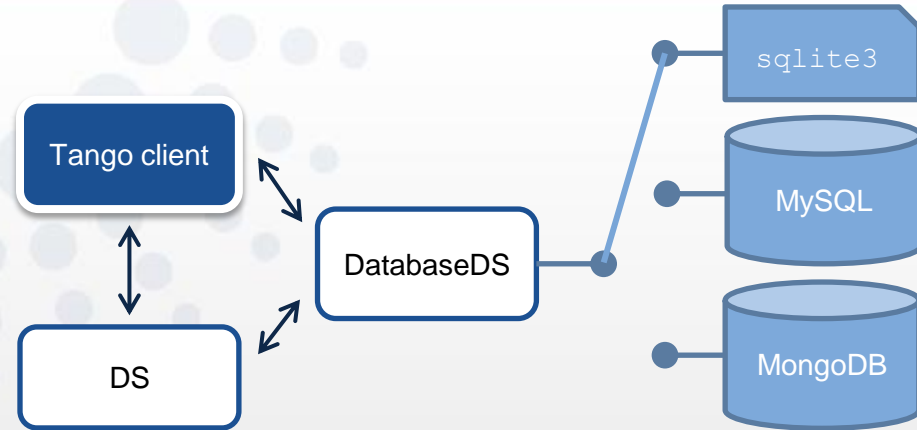 sqlite3
Tango client
MySQL
DatabaseDS
DS
MongoDB